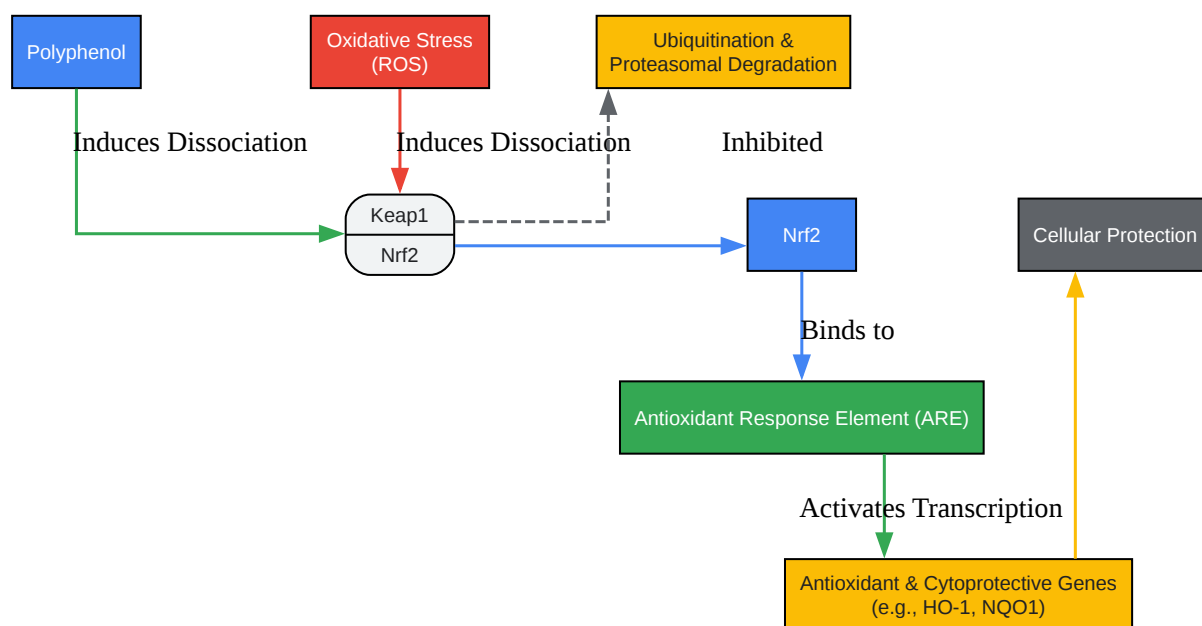 Polyphenol
Oxidative Stress
(ROS)
Ubiquitination &
Proteasomal Degradation
Induces Dissociation
Induces Dissociation
Inhibited
Keap1
Nrf2
Nrf2
Cellular Protection
Binds to
Antioxidant Response Element (ARE)
Activates Transcription
Antioxidant & Cytoprotective Genes
(e.g., HO-1, NQO1)